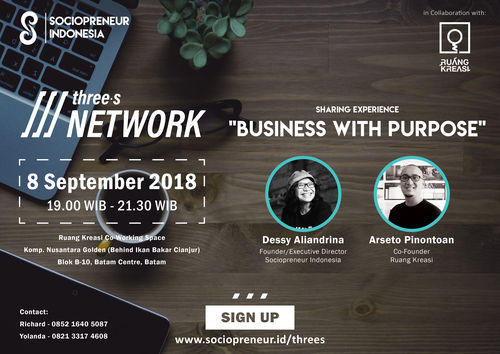 SOCIOPRENEUR
INDONESIA
in Collaboration with:
RUANG
KREASI
three·s
NETWORK
SHARING EXPERIENCE
"BUSINESS WITH PURPOSE"
8 September 2018
19.00 WIB - 21.30 WIB
Ruang Kreasi Co-Working Space
Komp. Nusantara Golden (Behind Ikan Bakar Cianjur)
Blok B-10, Batam Centre, Batam
Dessy Aliandrina
Founder/Executive Director
Sociopreneur Indonesia
Arseto Pinontoan
Co-Founder
Ruang Kreasi
Contact:
Richard - 0852 1640 5087
Yolanda - 0821 3317 4608
SIGN UP
www.sociopreneur.id/threes